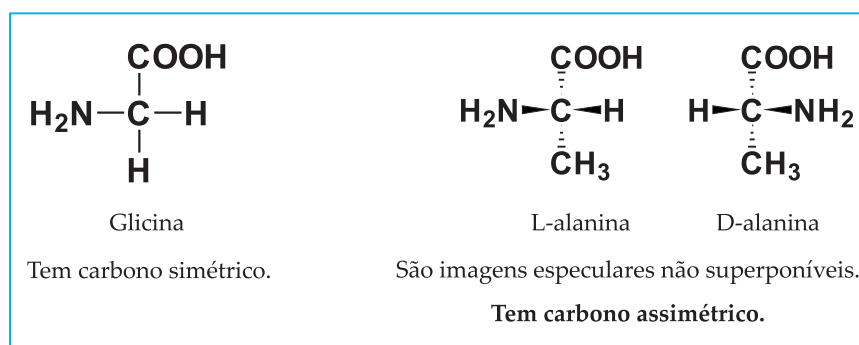 COOH
H₂N—C—H
H
Glicina
Tem carbono simétrico.
COOH
H₂N C H
CH₃
L-alanina
COOH
H C NH₂
CH₃
D-alanina
São imagens especulares não superponíveis.
Tem carbono assimétrico.